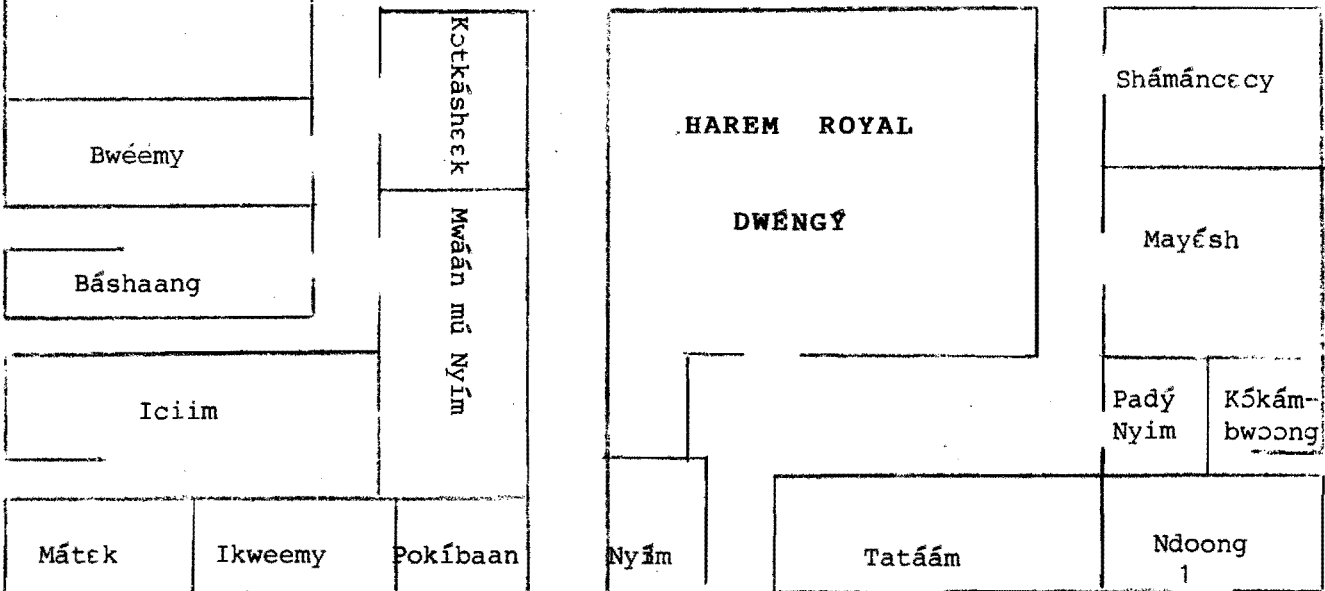 Kɔtkáshɛɛk
Mwáán mú Nyím
Bwéemy
Báshaang
Iciim
Mátɛk
Ikweemy
Pokíbaan
HAREM ROYAL
DWÉNGÝ
Nyím
Tatáám
Shámáncɛcy
Mayɛ́sh
Padý
Nyim
Kɔ́kám-
bwɔɔng
Ndoong
1